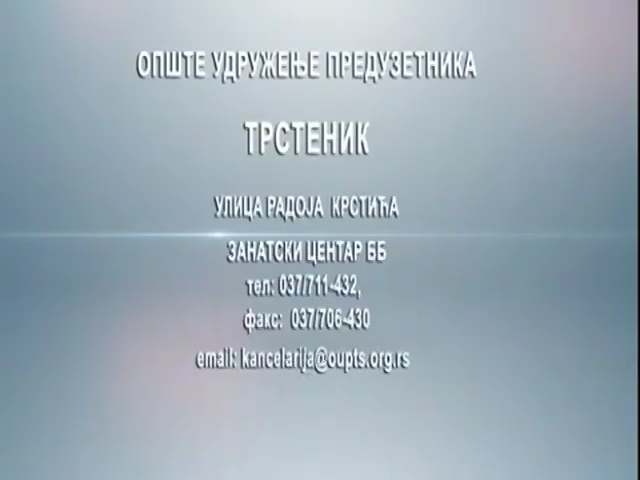 ОПШТЕ УДРУЖЕЊЕ ПРЕДУЗЕТНИКА
ТРСТЕНИК
УЛИЦА РАДОЈА КРСТИЋА
ЗАНАТСКИ ЦЕНТАР ББ
тел: 037/711-432,
факс: 037/706-430
email: kancelarija@oupts.org.rs